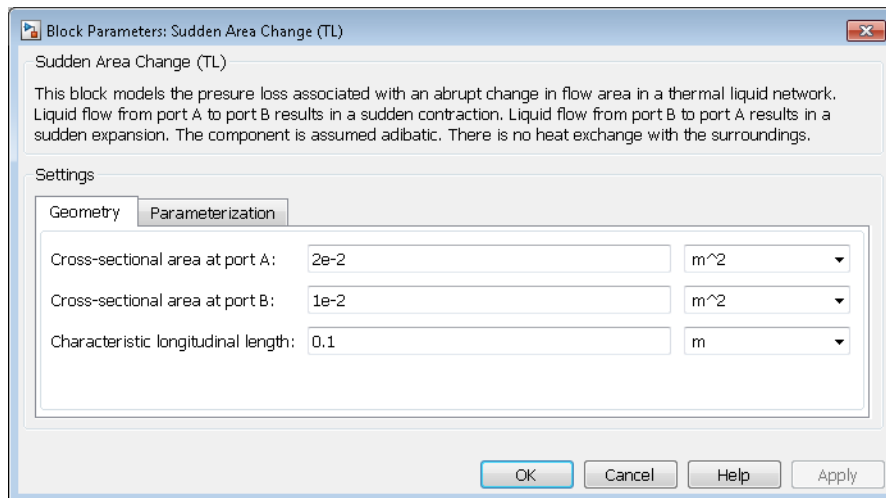 Block Parameters: Sudden Area Change (TL)
Sudden Area Change (TL)
This block models the presure loss associated with an abrupt change in flow area in a thermal liquid network.
Liquid flow from port A to port B results in a sudden contraction. Liquid flow from port B to port A results in a
sudden expansion. The component is assumed adibatic. There is no heat exchange with the surroundings.
Settings
Geometry Parameterization
Cross-sectional area at port A: 2e-2 m^2
Cross-sectional area at port B: 1e-2 m^2
Characteristic longitudinal length: 0.1 m
OK Cancel Help Apply